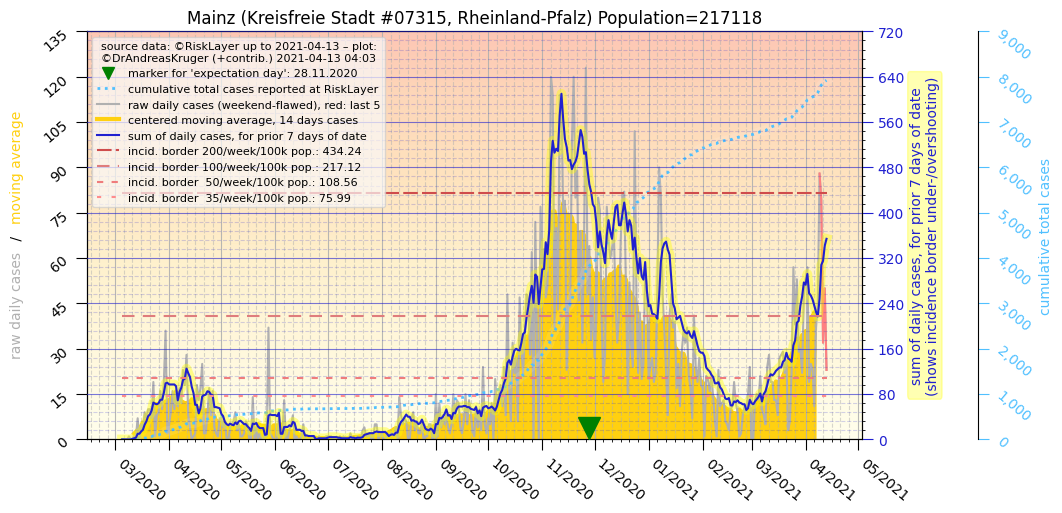 Mainz (Kreisfreie Stadt #07315, Rheinland-Pfalz) Population=217118
source data: ©RiskLayer up to 2021-04-13 – plot:
©DrAndreasKruger (+contrib.) 2021-04-13 04:03
marker for 'expectation day': 28.11.2020
cumulative total cases reported at RiskLayer
raw daily cases (weekend-flawed), red: last 5
centered moving average, 14 days cases
sum of daily cases, for prior 7 days of date
incid. border 200/week/100k pop.: 434.24
incid. border 100/week/100k pop.: 217.12
incid. border  50/week/100k pop.: 108.56
incid. border  35/week/100k pop.: 75.99
raw daily cases  /  moving average
135
120
105
90
75
60
45
30
15
0
03/2020
04/2020
05/2020
06/2020
07/2020
08/2020
09/2020
10/2020
11/2020
12/2020
01/2021
02/2021
03/2021
04/2021
05/2021
720
640
560
480
400
320
240
160
80
0
sum of daily cases, for prior 7 days of date
(shows incidence border under-/overshooting)
9,000
8,000
7,000
6,000
5,000
4,000
3,000
2,000
1,000
0
cumulative total cases